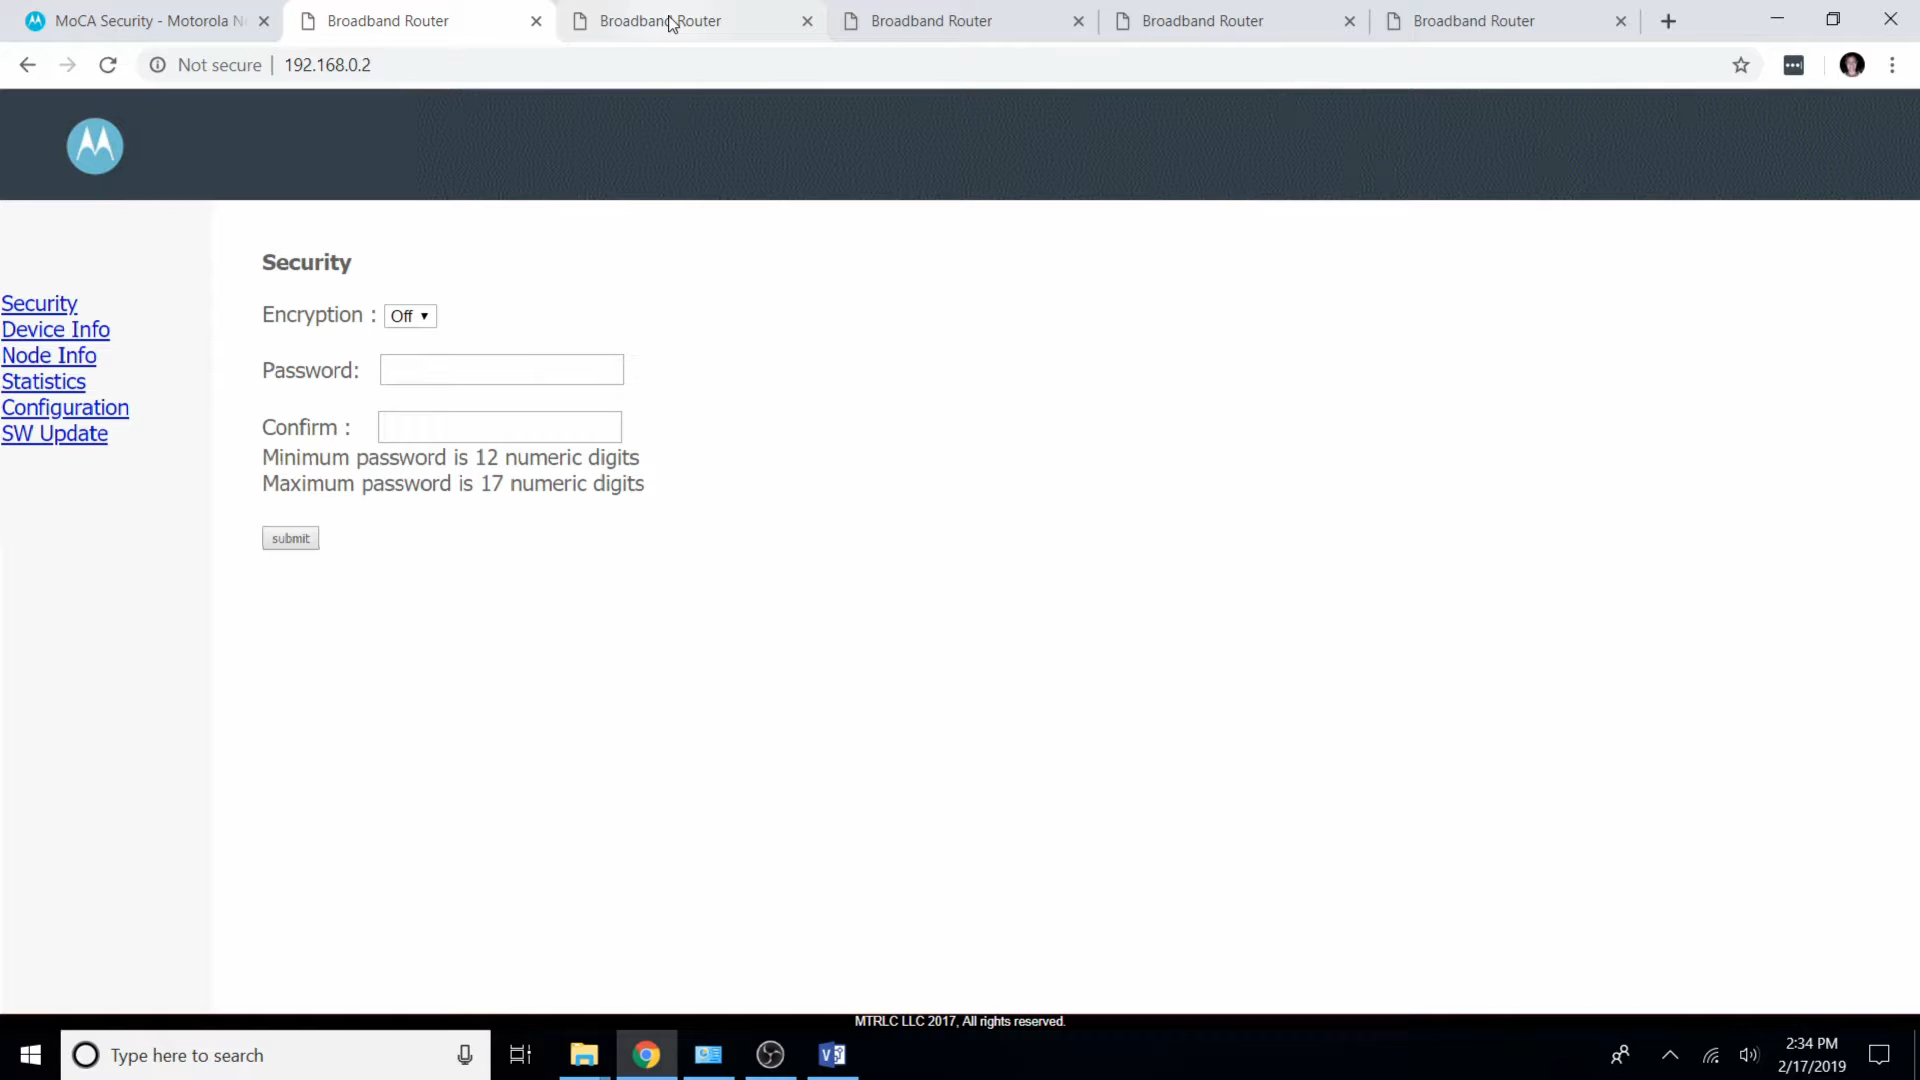 MoCA Security - Motorola N
Broadband Router
Broadband Router
Broadband Router
Broadband Router
Broadband Router
Not secure
192.168.0.2
Security
Encryption : Off
Password:
Confirm :
Minimum password is 12 numeric digits
Maximum password is 17 numeric digits
submit
Security
Device Info
Node Info
Statistics
Configuration
SW Update
MTRLC LLC 2017, All rights reserved.
Type here to search
2:34 PM
2/17/2019